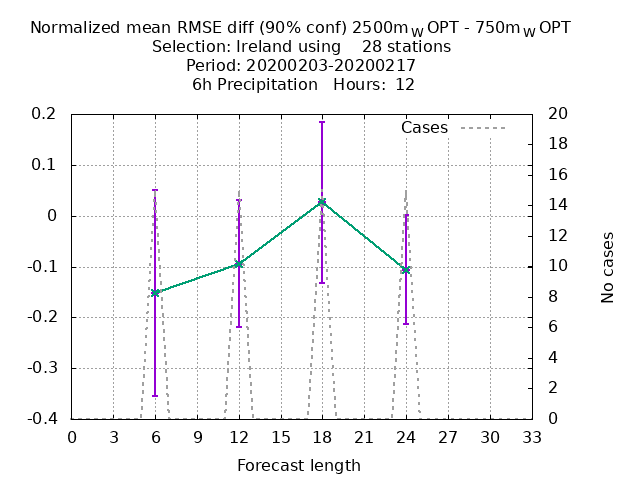 Normalized mean RMSE diff (90% conf) 2500m_W OPT - 750m_W OPT
Selection: Ireland using    28 stations
Period: 20200203-20200217
6h Precipitation   Hours:  12
Cases
0.2
0.1
0
-0.1
-0.2
-0.3
-0.4
20
18
16
14
12
10
8
6
4
2
0
No cases
0 3 6 9 12 15 18 21 24 27 30 33
Forecast length